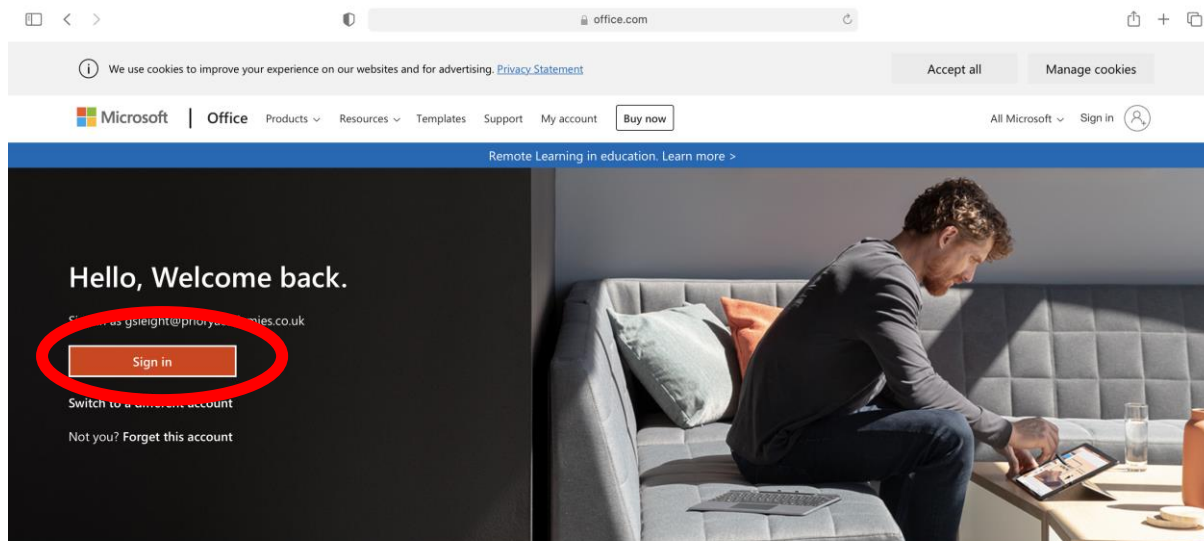 office.com
We use cookies to improve your experience on our websites and for advertising. Privacy Statement Accept all Manage cookies
Microsoft Office Products Resources Templates Support My account Buy now All Microsoft Sign in
Remote Learning in education. Learn more >
Hello, Welcome back.
as
Sign in
Switch to a different account
Not you? Forget this account